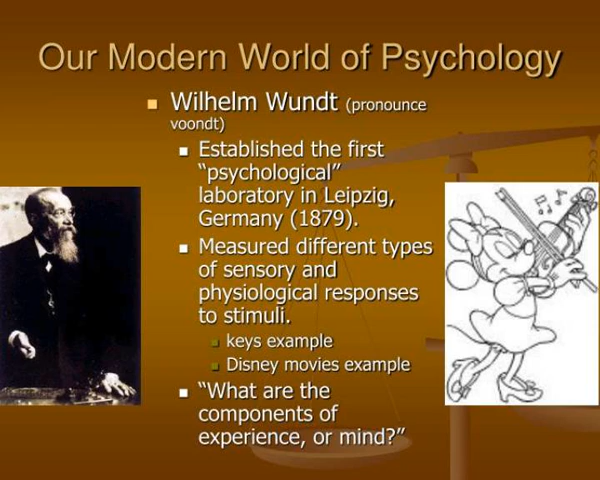 Our Modern World of Psychology
Wilhelm Wundt (pronounce
voondt)
Established the first
“psychological”
laboratory in Leipzig,
Germany (1879).
Measured different types
of sensory and
physiological responses
to stimuli.
keys example
Disney movies example
“What are the
components of
experience, or mind?”